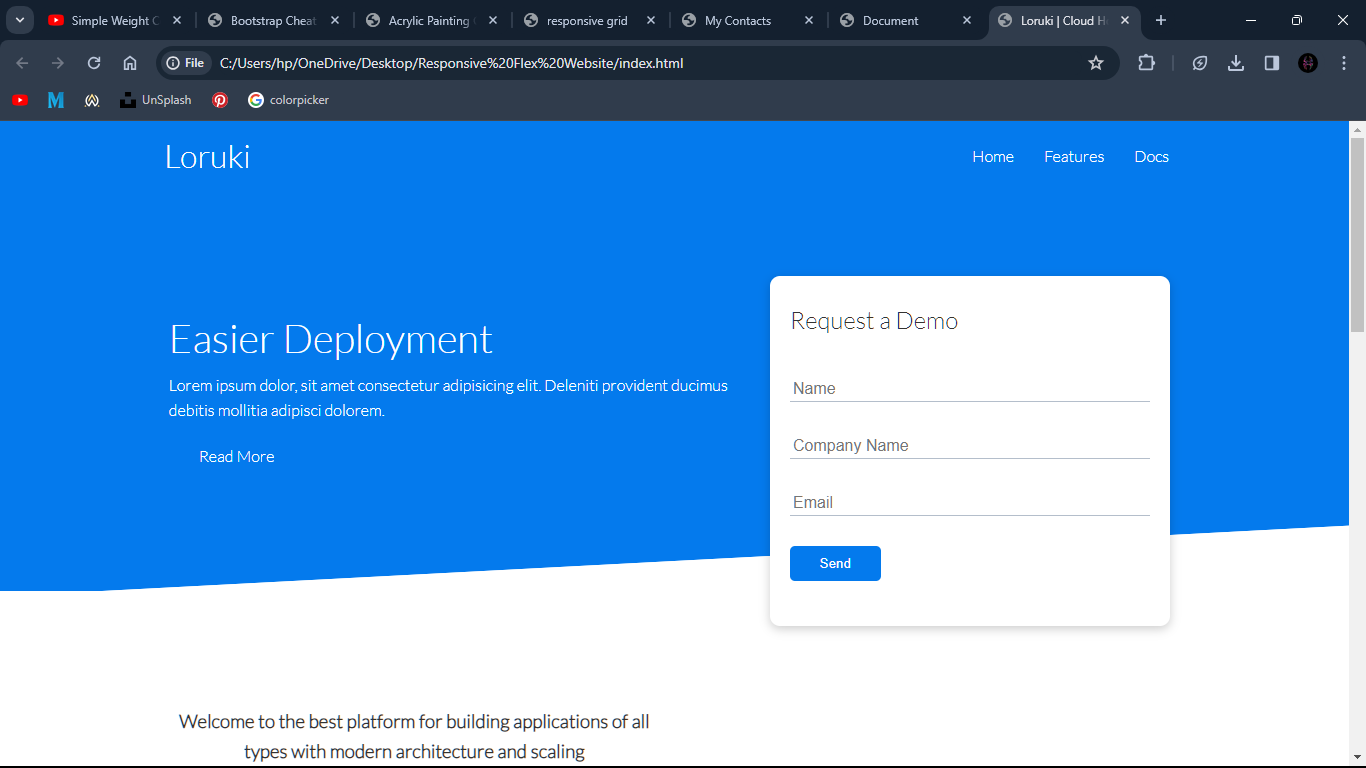 Simple Weight C
Bootstrap Cheat
Acrylic Painting
responsive grid
My Contacts
Document
Loruki | Cloud H
File
C:/Users/hp/OneDrive/Desktop/Responsive%20Flex%20Website/index.html
UnSplash
colorpicker
Loruki
Home
Features
Docs
Easier Deployment
Lorem ipsum dolor, sit amet consectetur adipisicing elit. Deleniti provident ducimus
debitis mollitia adipisci dolorem.
Read More
Request a Demo
Name
Company Name
Email
Send
Welcome to the best platform for building applications of all
types with modern architecture and scaling